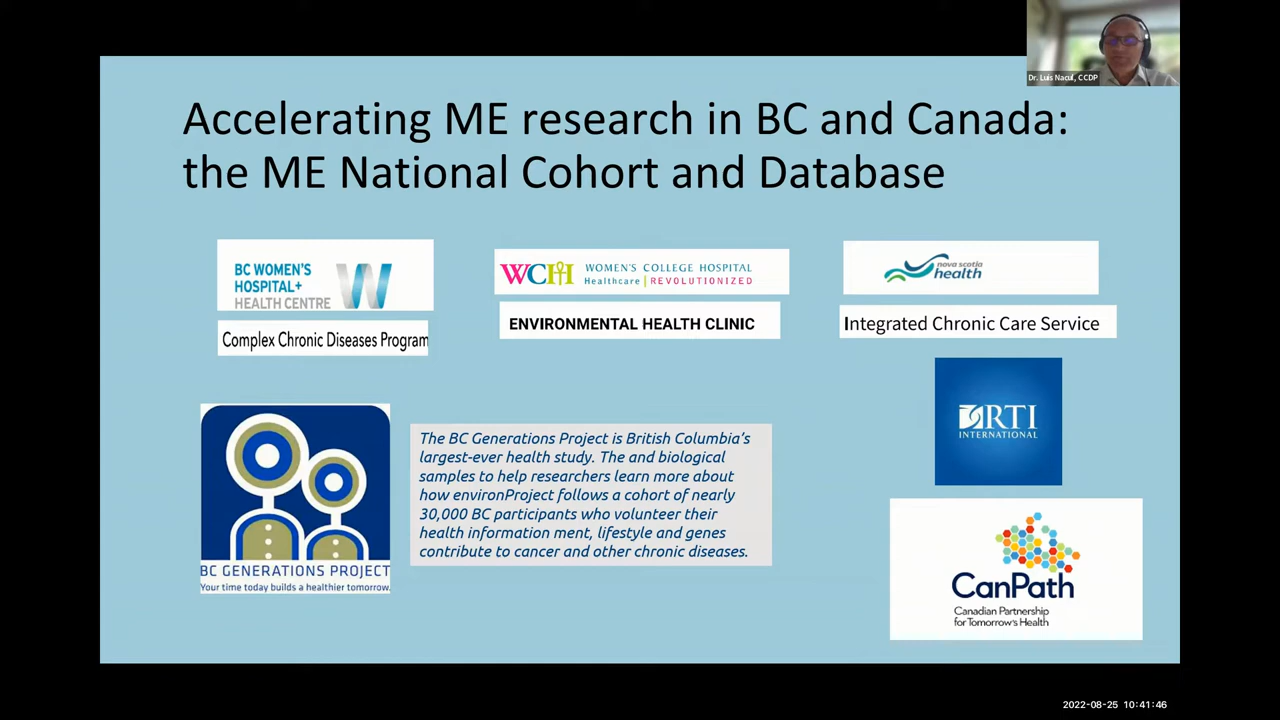 Dr. Luis Nacul, CCDP
Accelerating ME research in BC and Canada:
the ME National Cohort and Database
BC WOMEN'S
HOSPITAL+
HEALTH CENTRE
Complex Chronic Diseases Program
WCH WOMEN'S COLLEGE HOSPITAL
Healthcare | REVOLUTIONIZED
ENVIRONMENTAL HEALTH CLINIC
nova scotia
health
Integrated Chronic Care Service
RTI
INTERNATIONAL
BC GENERATIONS PROJECT
Your time today builds a healthier tomorrow.
The BC Generations Project is British Columbia's
largest-ever health study. The and biological
samples to help researchers learn more about
how environProject follows a cohort of nearly
30,000 BC participants who volunteer their
health information ment, lifestyle and genes
contribute to cancer and other chronic diseases.
CanPath
Canadian Partnership
for Tomorrow's Health
2022-08-25 10:41:46